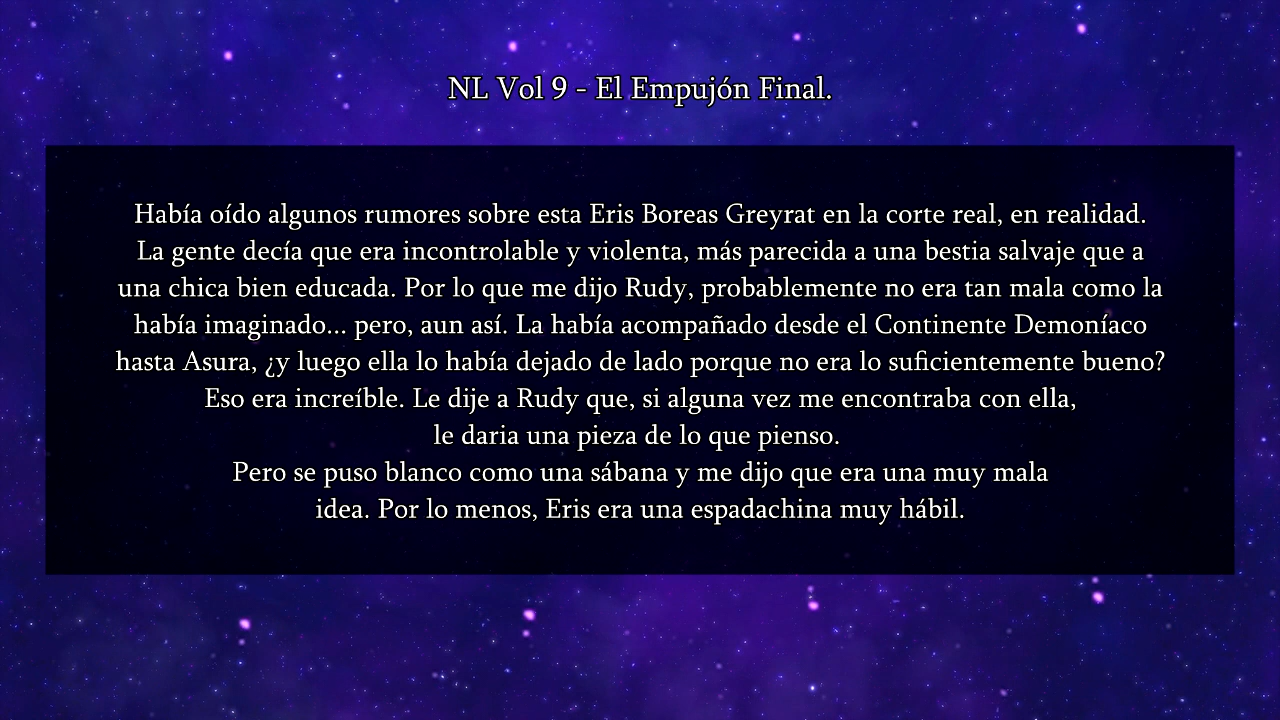 NL Vol 9 - El Empujón Final.
Había oído algunos rumores sobre esta Eris Boreas Greyrat en la corte real, en realidad.
La gente decía que era incontrolable y violenta, más parecida a una bestia salvaje que a
una chica bien educada. Por lo que me dijo Rudy, probablemente no era tan mala como la
había imaginado... pero, aun así. La había acompañado desde el Continente Demoníaco
hasta Asura, ¿y luego ella lo había dejado de lado porque no era lo suficientemente bueno?
Eso era increíble. Le dije a Rudy que, si alguna vez me encontraba con ella,
le daria una pieza de lo que pienso.
Pero se puso blanco como una sábana y me dijo que era una muy mala
idea. Por lo menos, Eris era una espadachina muy hábil.